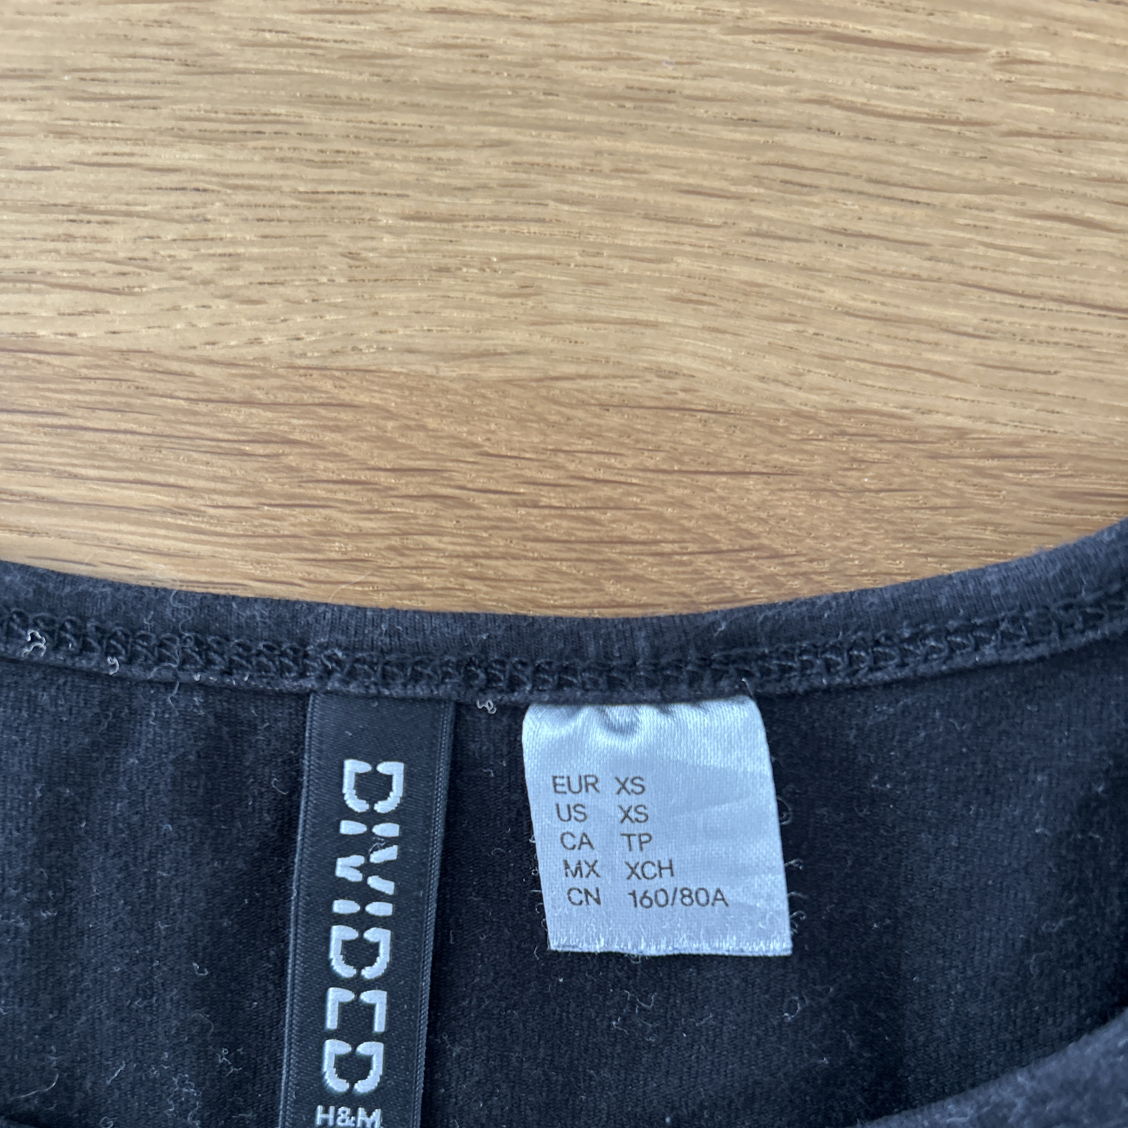 DIVIDED
H&M
EUR XS
US XS
CA TP
MX XCH
CN 160/80A